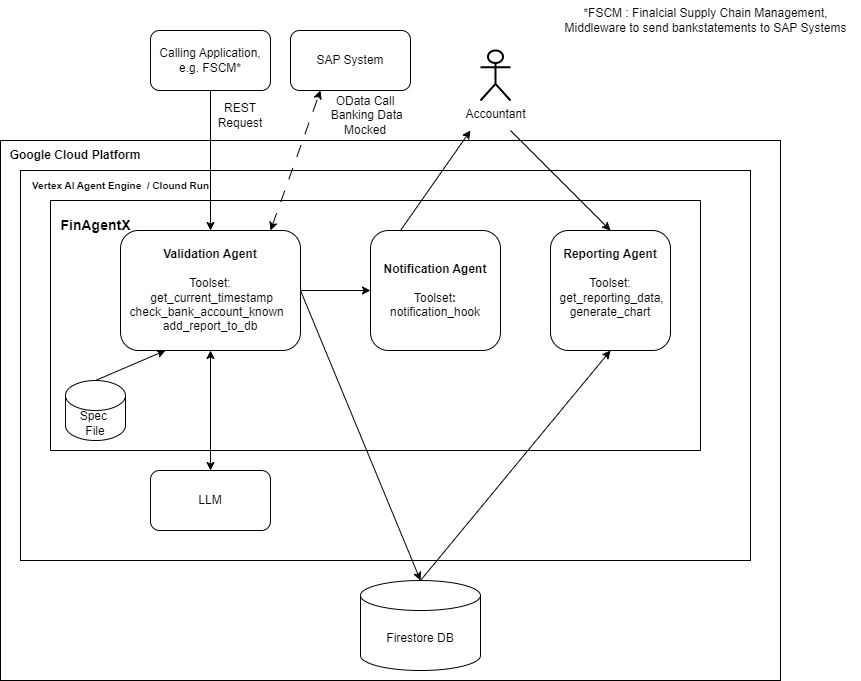 *FSCM : Finalcial Supply Chain Management,
Middleware to send bankstatements to SAP Systems
Calling Application,
e.g. FSCM*
SAP System
REST
Request
OData Call
Banking Data
Mocked
Accountant
Google Cloud Platform
Vertex AI Agent Engine / Clound Run
FinAgentX
Validation Agent
Toolset:
get_current_timestamp
check_bank_account_known
add_report_to_db
Notification Agent
Toolset:
notification_hook
Reporting Agent
Toolset:
get_reporting_data,
generate_chart
Spec
File
LLM
Firestore DB